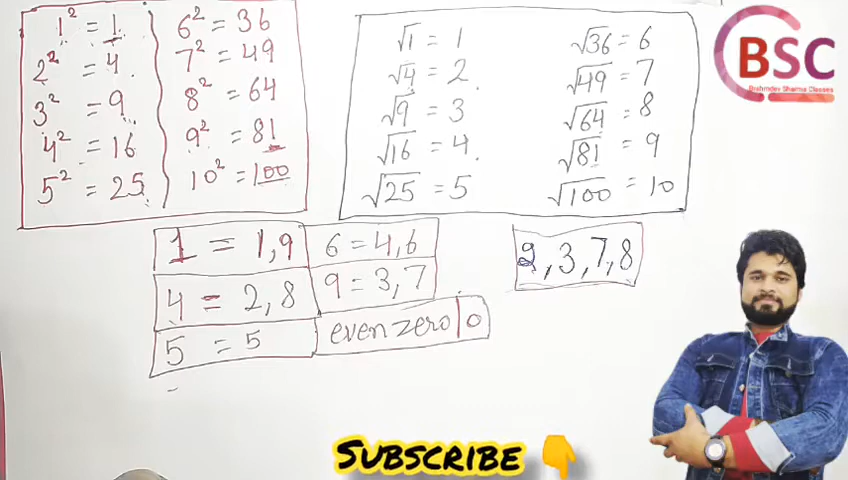 1² = 1
2² = 4
3² = 9
4² = 16
5² = 25
6² = 36
7² = 49
8² = 64
9² = 81
10² = 100
√1 = 1
√4 = 2
√9 = 3
√16 = 4
√25 = 5
√36 = 6
√49 = 7
√64 = 8
√81 = 9
√100 = 10
BSC
Bishmdev Sharma Classes
1 = 1,9
4 = 2,8
5 = 5
6 = 4,6
9 = 3,7
even zero|0
2,3,7,8
SUBSCRIBE